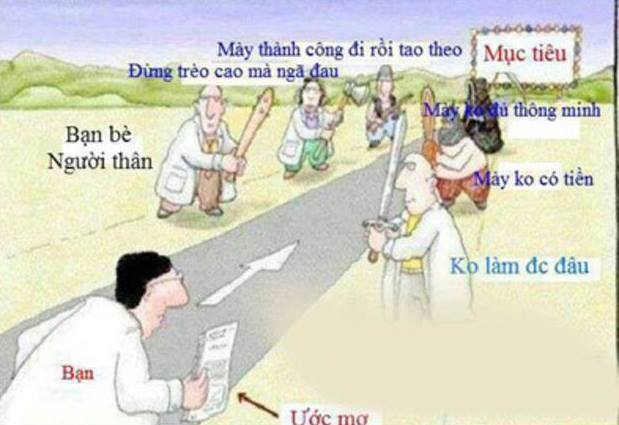 Mày thành công đi rồi tao theo
Mục tiêu
Đừng trèo cao mà ngã đau
Mày ko đủ thông minh
Bạn bè
Người thân
Mày ko có tiền
Ko làm đc đâu
Bạn
Ước mơ